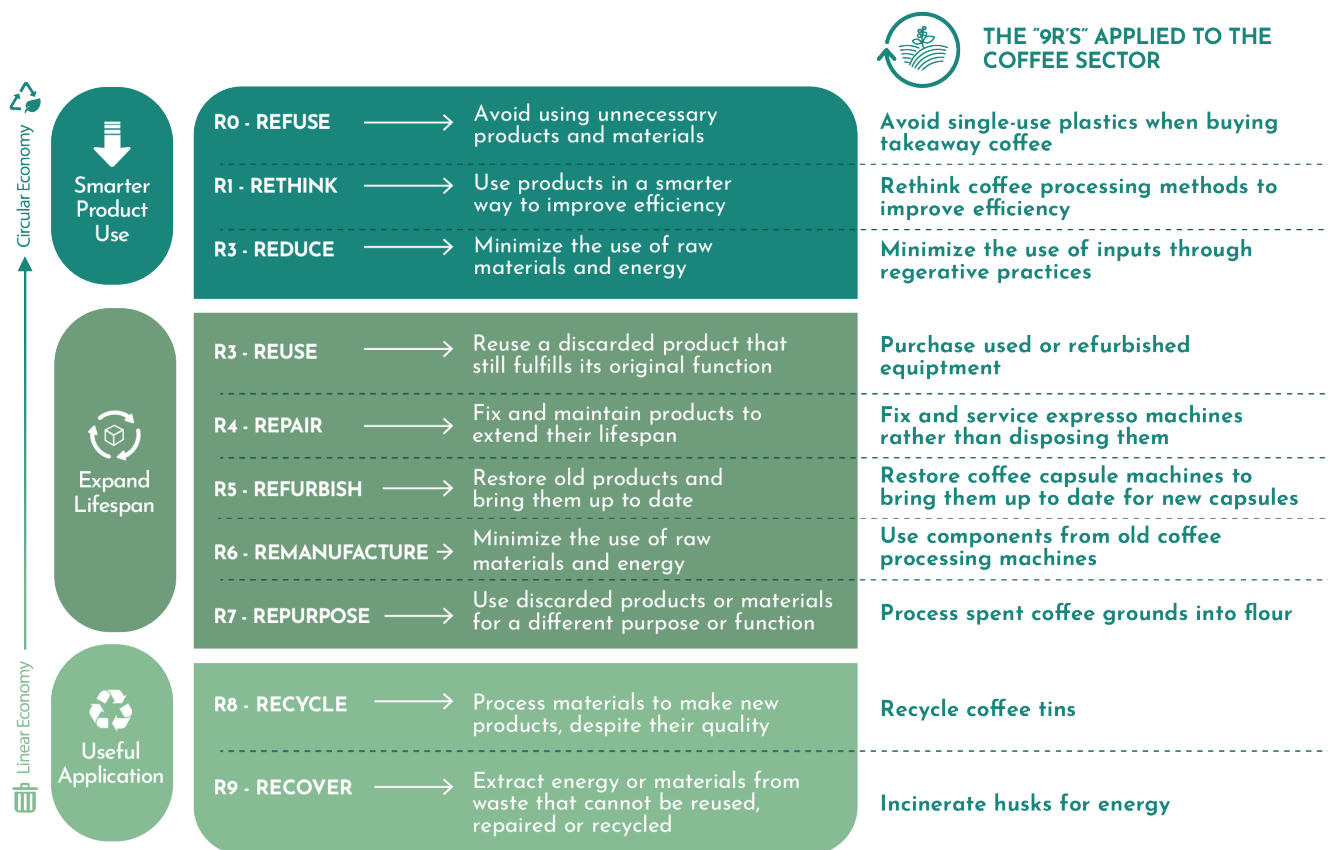 THE "9R'S" APPLIED TO THE
COFFEE SECTOR
Circular Economy
Linear Economy
Smarter
Product
Use
R0 - REFUSE
Avoid using unnecessary
products and materials
Avoid single-use plastics when buying
takeaway coffee
R1 - RETHINK
Use products in a smarter
way to improve efficiency
Rethink coffee processing methods to
improve efficiency
R3 - REDUCE
Minimize the use of raw
materials and energy
Minimize the use of inputs through
regerative practices
Expand
Lifespan
R3 - REUSE
Reuse a discarded product that
still fulfills its original function
Purchase used or refurbished
equiptment
R4 - REPAIR
Fix and maintain products to
extend their lifespan
Fix and service expresso machines
rather than disposing them
R5 - REFURBISH
Restore old products and
bring them up to date
Restore coffee capsule machines to
bring them up to date for new capsules
R6 - REMANUFACTURE
Minimize the use of raw
materials and energy
Use components from old coffee
processing machines
R7 - REPURPOSE
Use discarded products or materials
for a different purpose or function
Process spent coffee grounds into flour
Useful
Application
R8 - RECYCLE
Process materials to make new
products, despite their quality
Recycle coffee tins
R9 - RECOVER
Extract energy or materials from
waste that cannot be reused,
repaired or recycled
Incinerate husks for energy